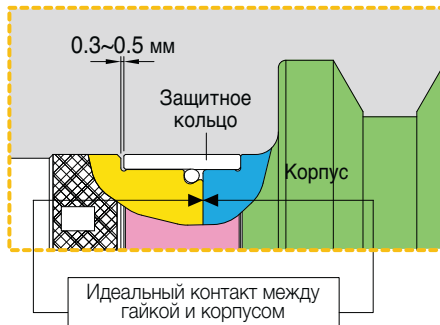 0.3~0.5 мм
Защитное
кольцо
Корпус
Идеальный контакт между
гайкой и корпусом